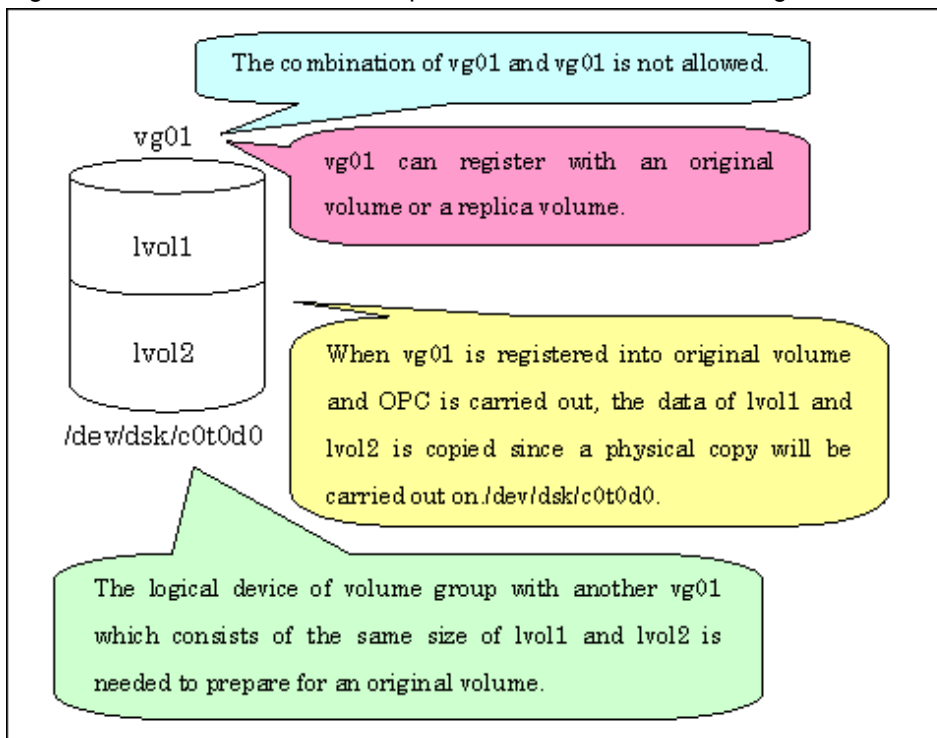 The combination of vg01 and vg01 is not allowed.
vg01
vg01 can register with an original
volume or a replica volume.
lvol1
lvol2
When vg01 is registered into original volume
and OPC is carried out, the data of lvol1 and
lvol2 is copied since a physical copy will be
carried out on./dev/dsk/c0t0d0.
/dev/dsk/c0t0d0
The logical device of volume group with another vg01
which consists of the same size of lvol1 and lvol2 is
needed to prepare for an original volume.